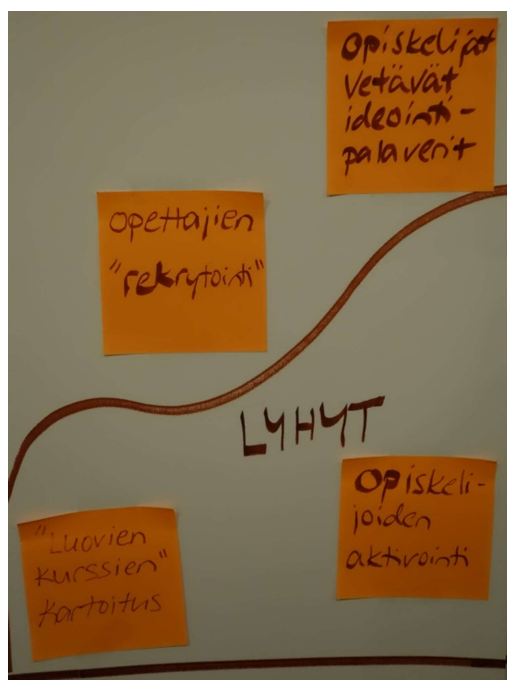 Opiskelijat
vetävät
ideointi-
palaverit
Opettajien
"rekrytointi"
LYHYT
Opiskeli-
joiden
aktivointi
"Luovien
kurssien"
kartoitus